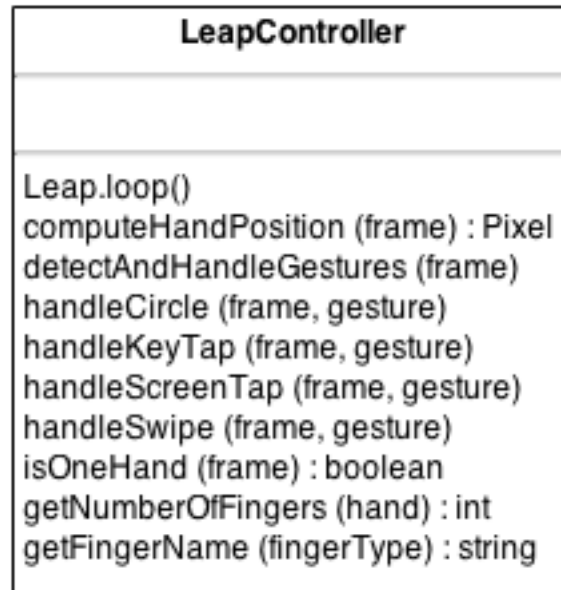 LeapController
Leap.loop()
computeHandPosition (frame) : Pixel
detectAndHandleGestures (frame)
handleCircle (frame, gesture)
handleKeyTap (frame, gesture)
handleScreenTap (frame, gesture)
handleSwipe (frame, gesture)
isOneHand (frame) : boolean
getNumberOfFingers (hand) : int
getFingerName (fingerType) : string